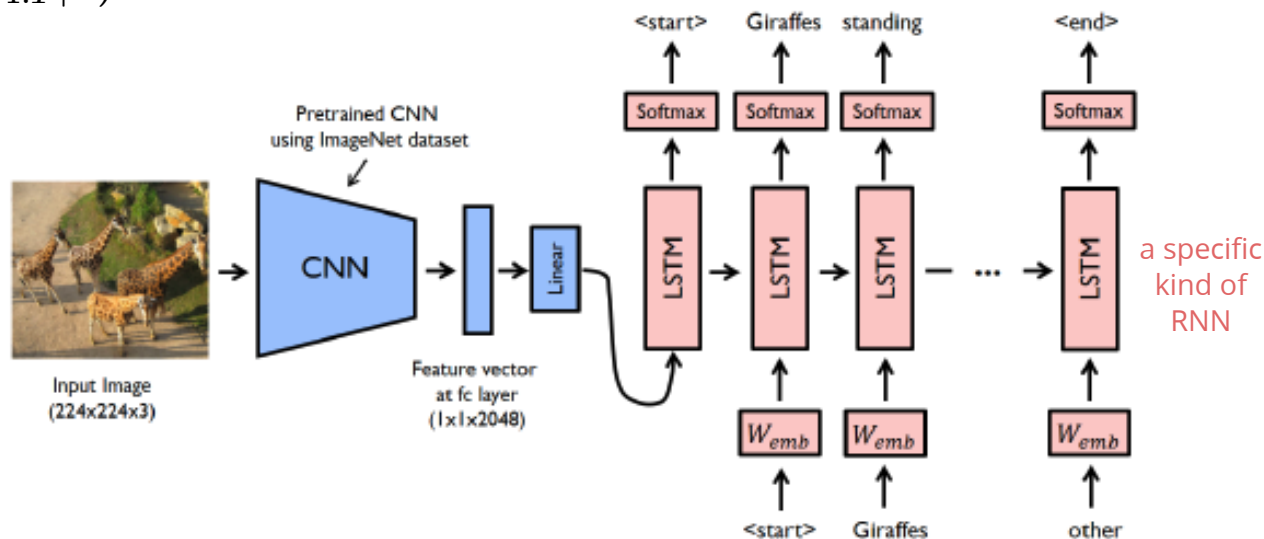 <start> Giraffes standing <end>
Softmax Softmax Softmax Softmax
Pretrained CNN
using ImageNet dataset
CNN
Linear
LSTM LSTM LSTM ... LSTM
a specific
kind of
RNN
Input Image
(224x224x3)
Feature vector
at fc layer
(1x1x2048)
W_emb W_emb W_emb
<start> Giraffes other